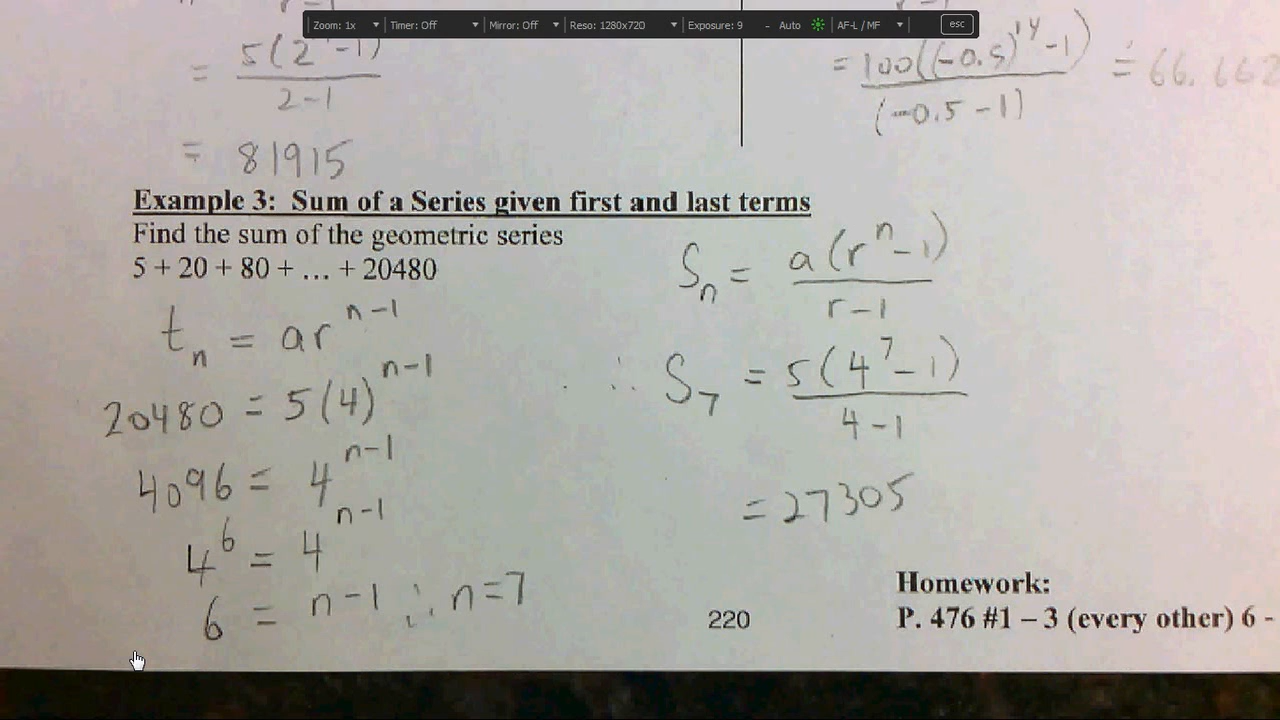 Zoom: 1x Timer: Off Mirror: Off Reso: 1280x720 Exposure: 9 - Auto AF-L / MF esc
= 5(2 -1)
2-1
= 81915
= 100((-0.5)^14 -1) ≐ 66.662
(-0.5 -1)
Example 3: Sum of a Series given first and last terms
Find the sum of the geometric series
5 + 20 + 80 + … + 20480
t_n = ar^n-1
20480 = 5(4)^n-1
4096 = 4^n-1
4^6 = 4^n-1
6 = n-1 ∴ n=7
S_n = a(r^n -1)
r-1
∴ S_7 = 5(4^7 -1)
4-1
= 27305
Homework:
P. 476 #1 – 3 (every other) 6 -
220